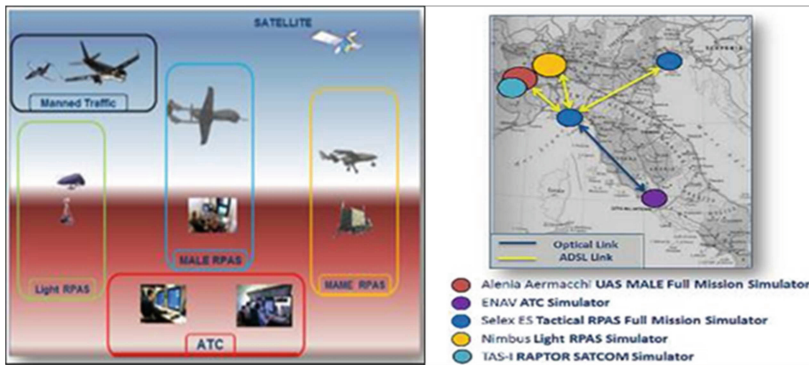 SATELLITE
Manned Traffic
MALE RPAS
Light RPAS
MAME RPAS
ATC
Optical Link
ADSL Link
Alenia Aermacchi UAS MALE Full Mission Simulator
ENAV ATC Simulator
Selex ES Tactical RPAS Full Mission Simulator
Nimbus Light RPAS Simulator
TAS-I RAPTOR SATCOM Simulator